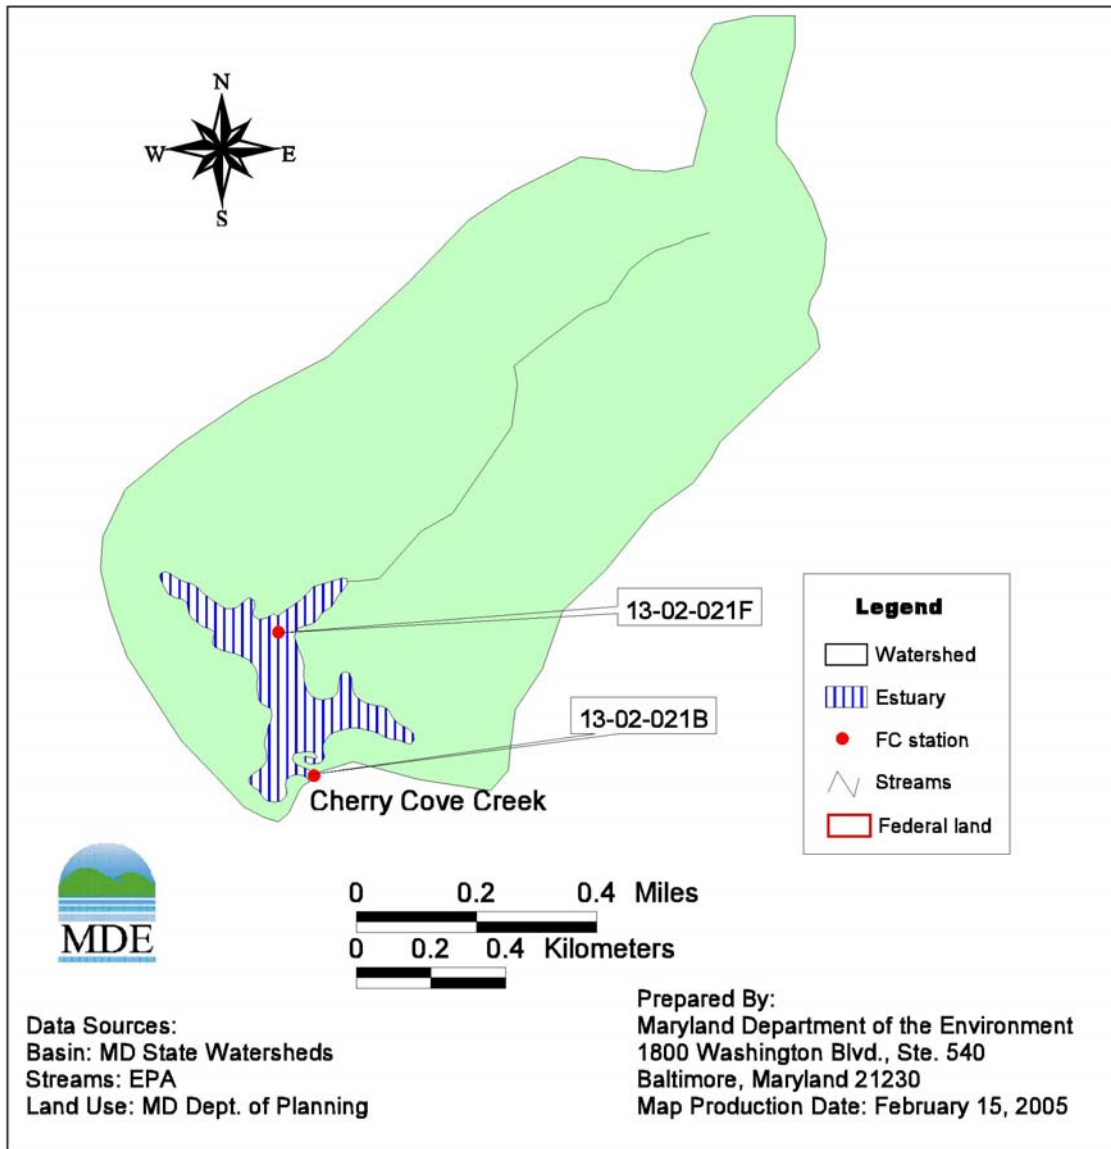 N
W E
S
13-02-021F
13-02-021B
Cherry Cove Creek
Legend
Watershed
Estuary
FC station
Streams
Federal land
MDE
0 0.2 0.4 Miles
0 0.2 0.4 Kilometers
Data Sources:
Basin: MD State Watersheds
Streams: EPA
Land Use: MD Dept. of Planning
Prepared By:
Maryland Department of the Environment
1800 Washington Blvd., Ste. 540
Baltimore, Maryland 21230
Map Production Date: February 15, 2005